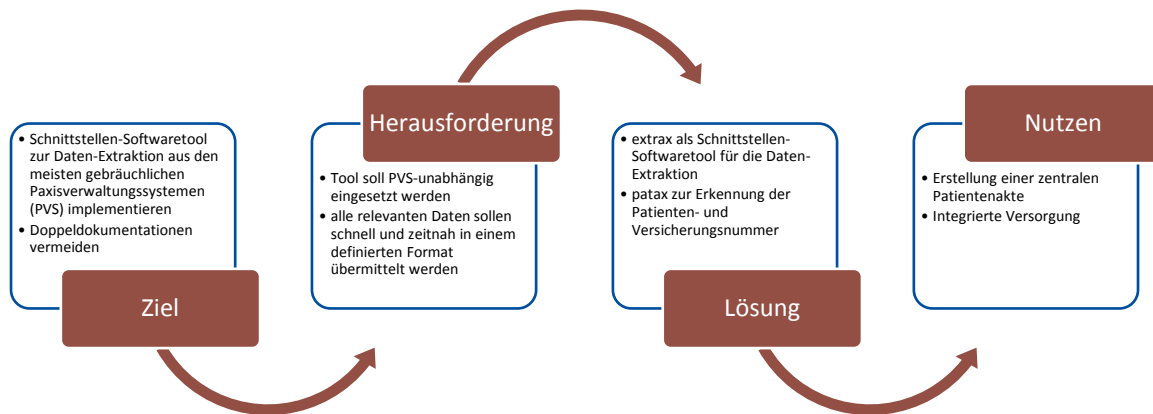 • Schnittstellen-Softwaretool
zur Daten-Extraktion aus den
meisten gebräuchlichen
Paxisverwaltungssystemen
(PVS) implementieren
• Doppeldokumentationen
vermeiden
Ziel
Herausforderung
• Tool soll PVS-unabhängig
eingesetzt werden
• alle relevanten Daten sollen
schnell und zeitnah in einem
definierten Format
übermittelt werden
• extrax als Schnittstellen-
Softwaretool für die Daten-
Extraktion
• patax zur Erkennung der
Patienten- und
Versicherungsnummer
Lösung
Nutzen
• Erstellung einer zentralen
Patientenakte
• Integrierte Versorgung